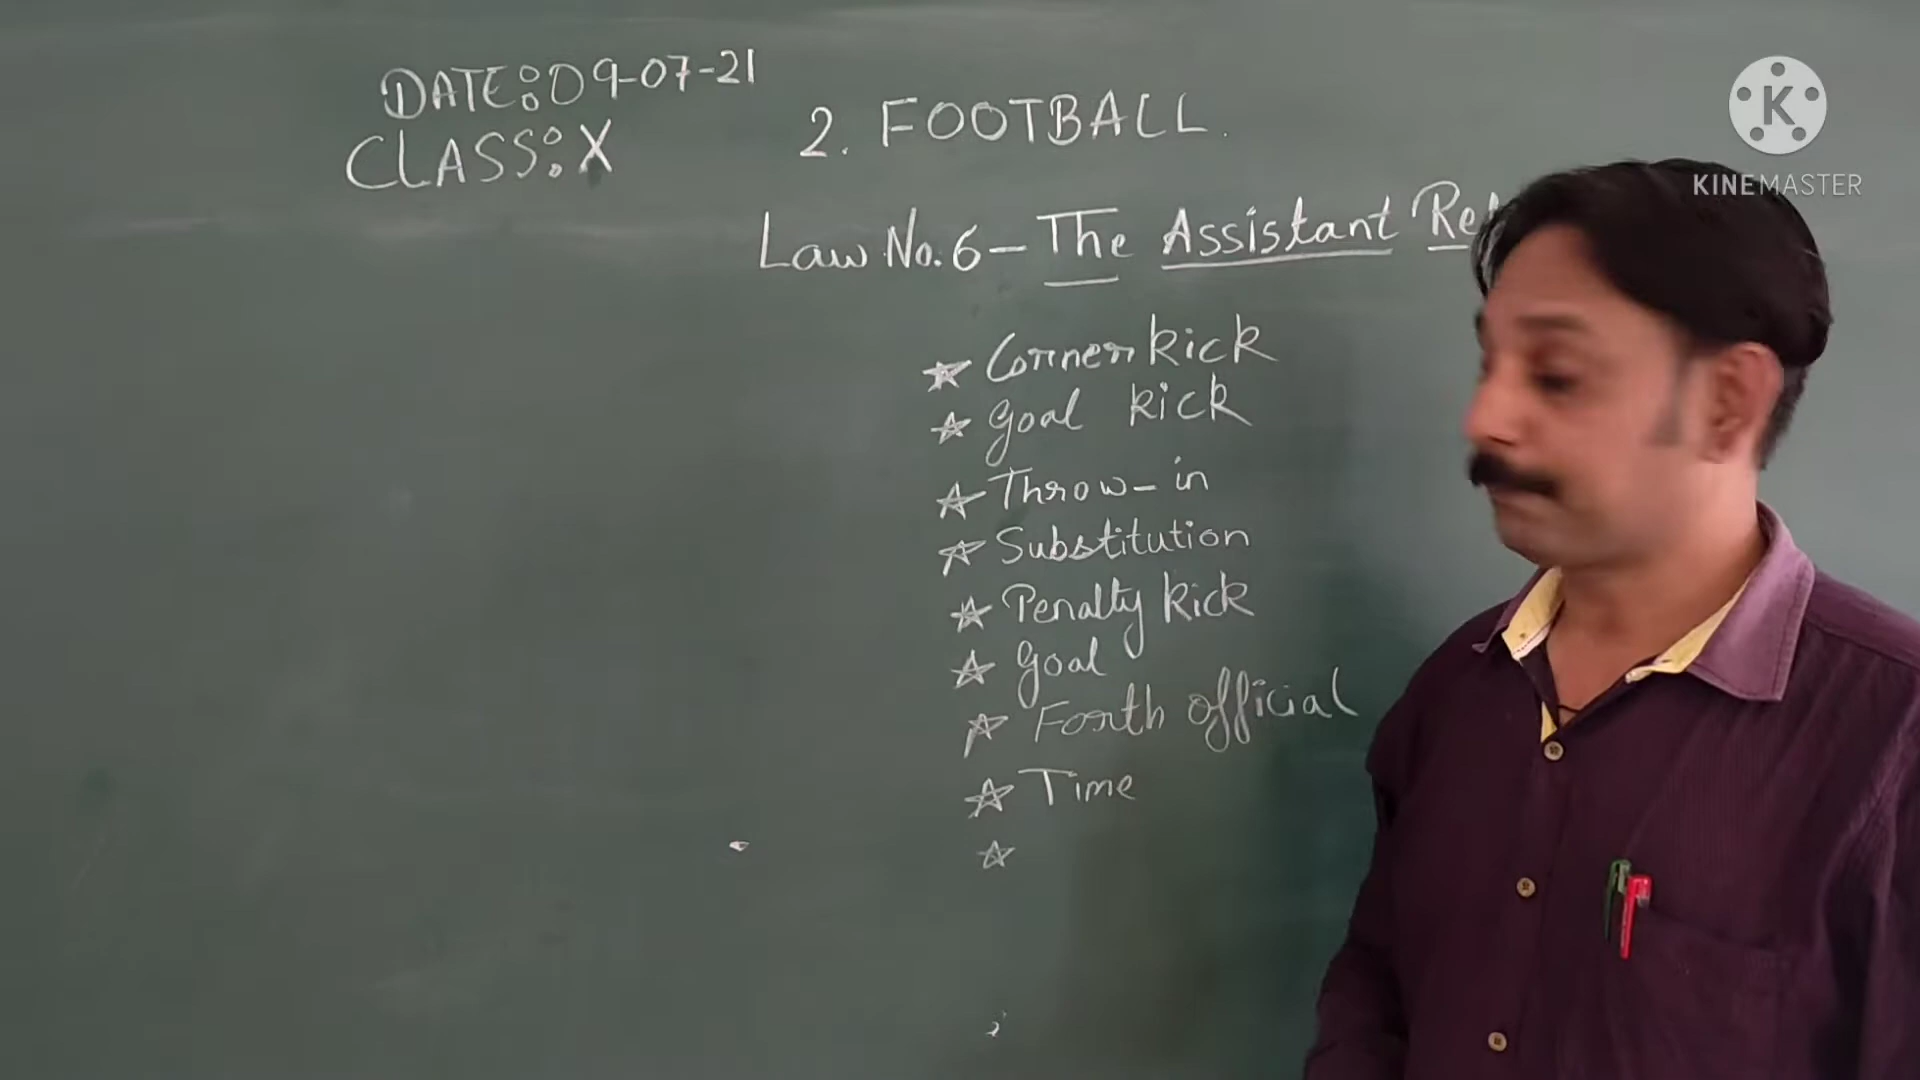 DATE:09-07-21
CLASS:X
2. FOOTBALL.
Law No.6 - The Assistant Ref
Corner kick
Goal kick
Throw-in
Substitution
Penalty kick
Goal
Forth official
Time
KINEMASTER